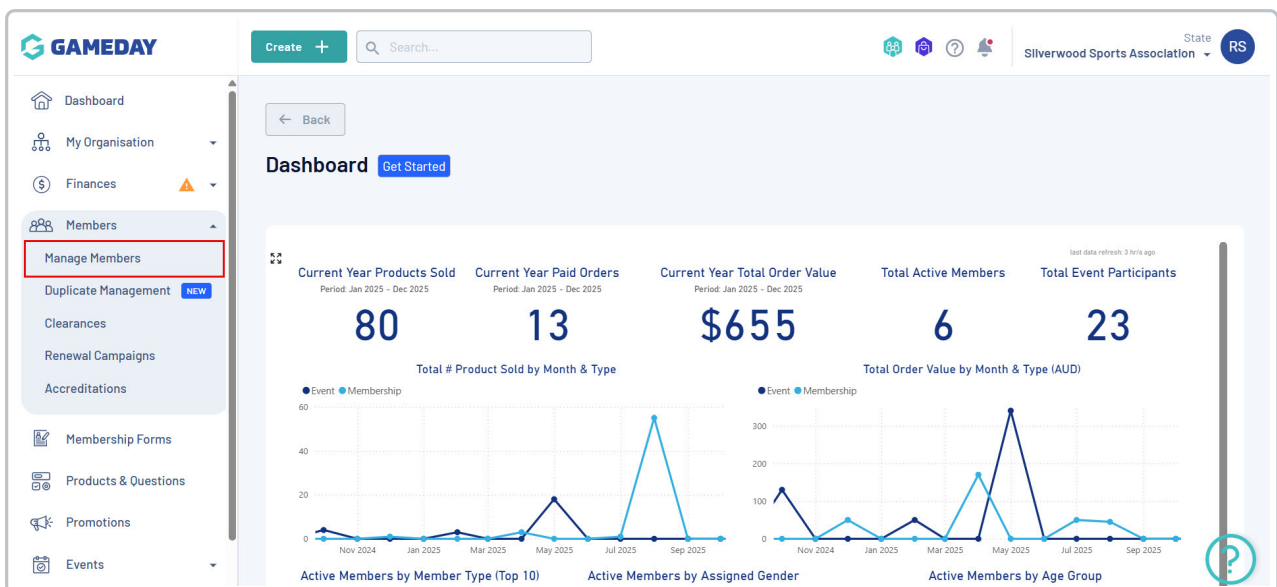 GAMEDAY
Create +
Search...
State
Silverwood Sports Association
RS
Dashboard
My Organisation
Finances
Members
Manage Members
Duplicate Management NEW
Clearances
Renewal Campaigns
Accreditations
Membership Forms
Products & Questions
Promotions
Events
← Back
Dashboard Get Started
last data refresh: 3 hr/s ago
Current Year Products Sold
Period: Jan 2025 - Dec 2025
80
Current Year Paid Orders
Period: Jan 2025 - Dec 2025
13
Current Year Total Order Value
Period: Jan 2025 - Dec 2025
$655
Total Active Members
6
Total Event Participants
23
Total # Product Sold by Month & Type
Event Membership
60
40
20
0
Nov 2024 Jan 2025 Mar 2025 May 2025 Jul 2025 Sep 2025
Total Order Value by Month & Type (AUD)
Event Membership
300
200
100
0
Nov 2024 Jan 2025 Mar 2025 May 2025 Jul 2025 Sep 2025
Active Members by Member Type (Top 10)
Active Members by Assigned Gender
Active Members by Age Group
?